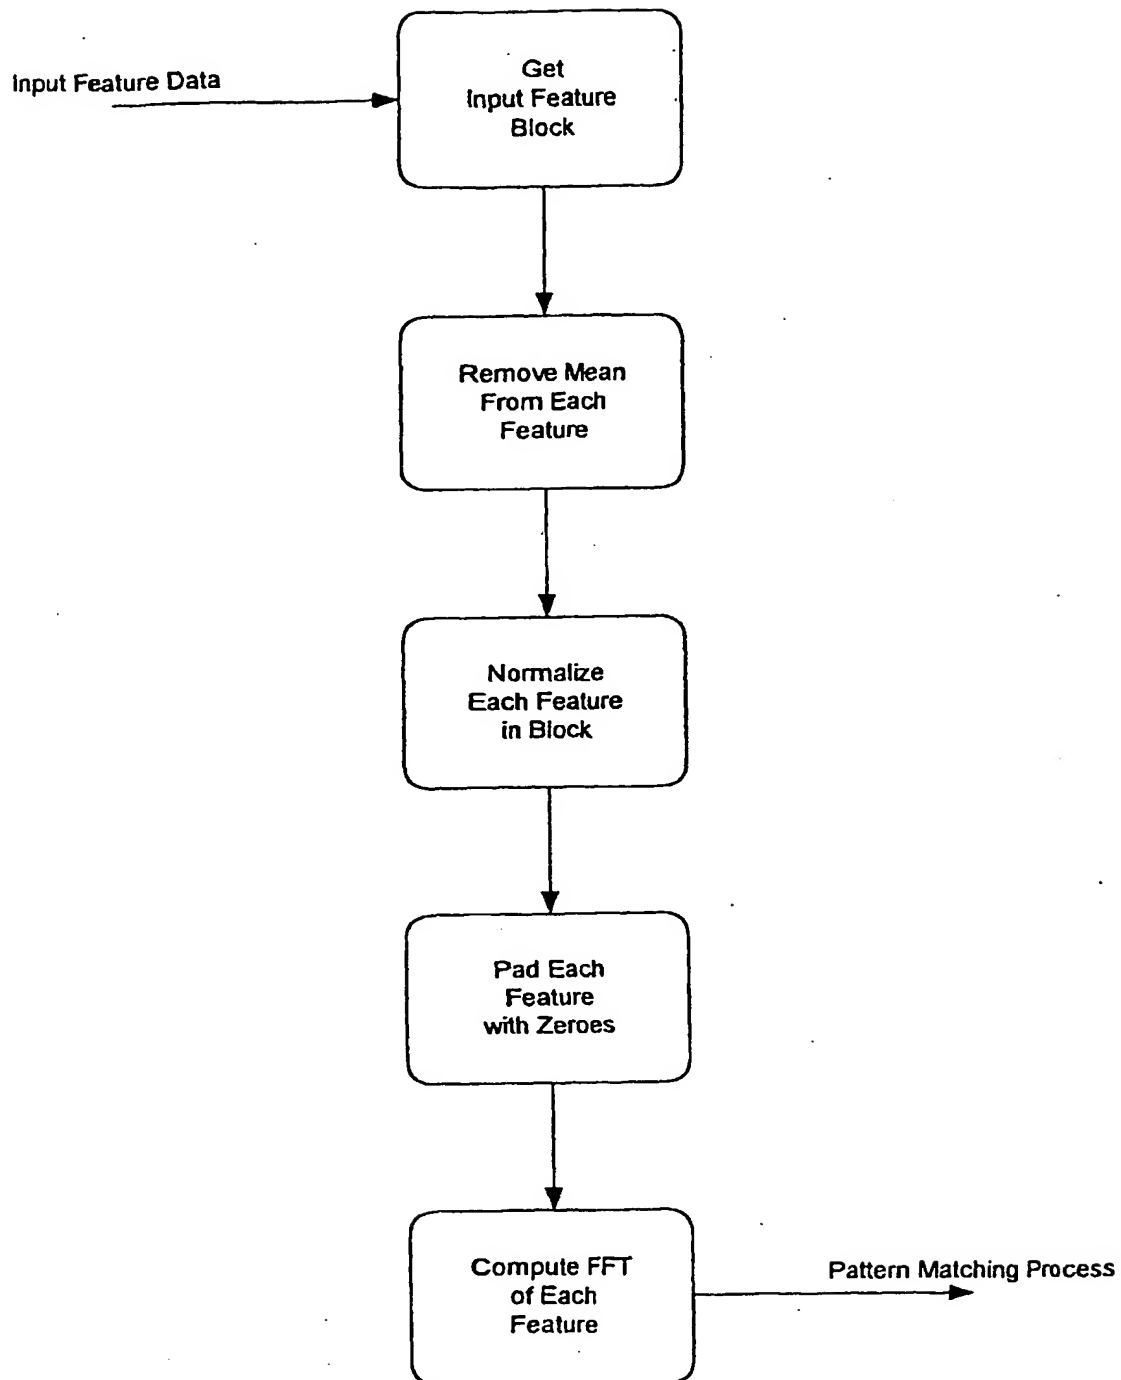 Input Feature Data
Get
Input Feature
Block
Remove Mean
From Each
Feature
Normalize
Each Feature
in Block
Pad Each
Feature
with Zeroes
Compute FFT
of Each
Feature
Pattern Matching Process